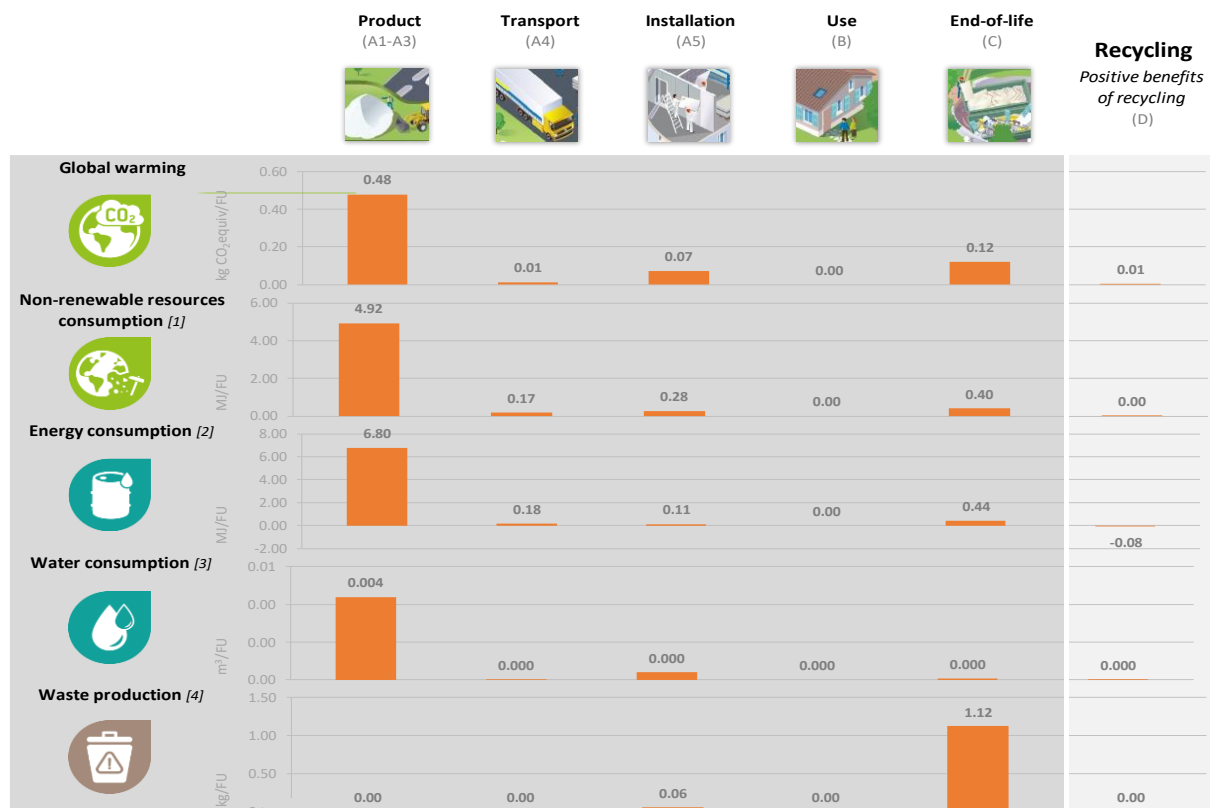 Product
(A1-A3)
Transport
(A4)
Installation
(A5)
Use
(B)
End-of-life
(C)
Recycling
Positive benefits
of recycling
(D)
Global warming
CO₂
kg CO₂equiv/FU
0.60
0.40
0.20
0.00
0.48
0.01
0.07
0.00
0.12
0.01
Non-renewable resources
consumption [1]
MJ/FU
6.00
4.00
2.00
0.00
4.92
0.17
0.28
0.00
0.40
0.00
Energy consumption [2]
MJ/FU
8.00
6.00
4.00
2.00
0.00
-2.00
6.80
0.18
0.11
0.00
0.44
-0.08
Water consumption [3]
m³/FU
0.01
0.00
0.00
0.00
0.004
0.000
0.000
0.000
0.000
0.000
Waste production [4]
kg/FU
1.50
1.00
0.50
0.00
0.00
0.06
0.00
1.12
0.00